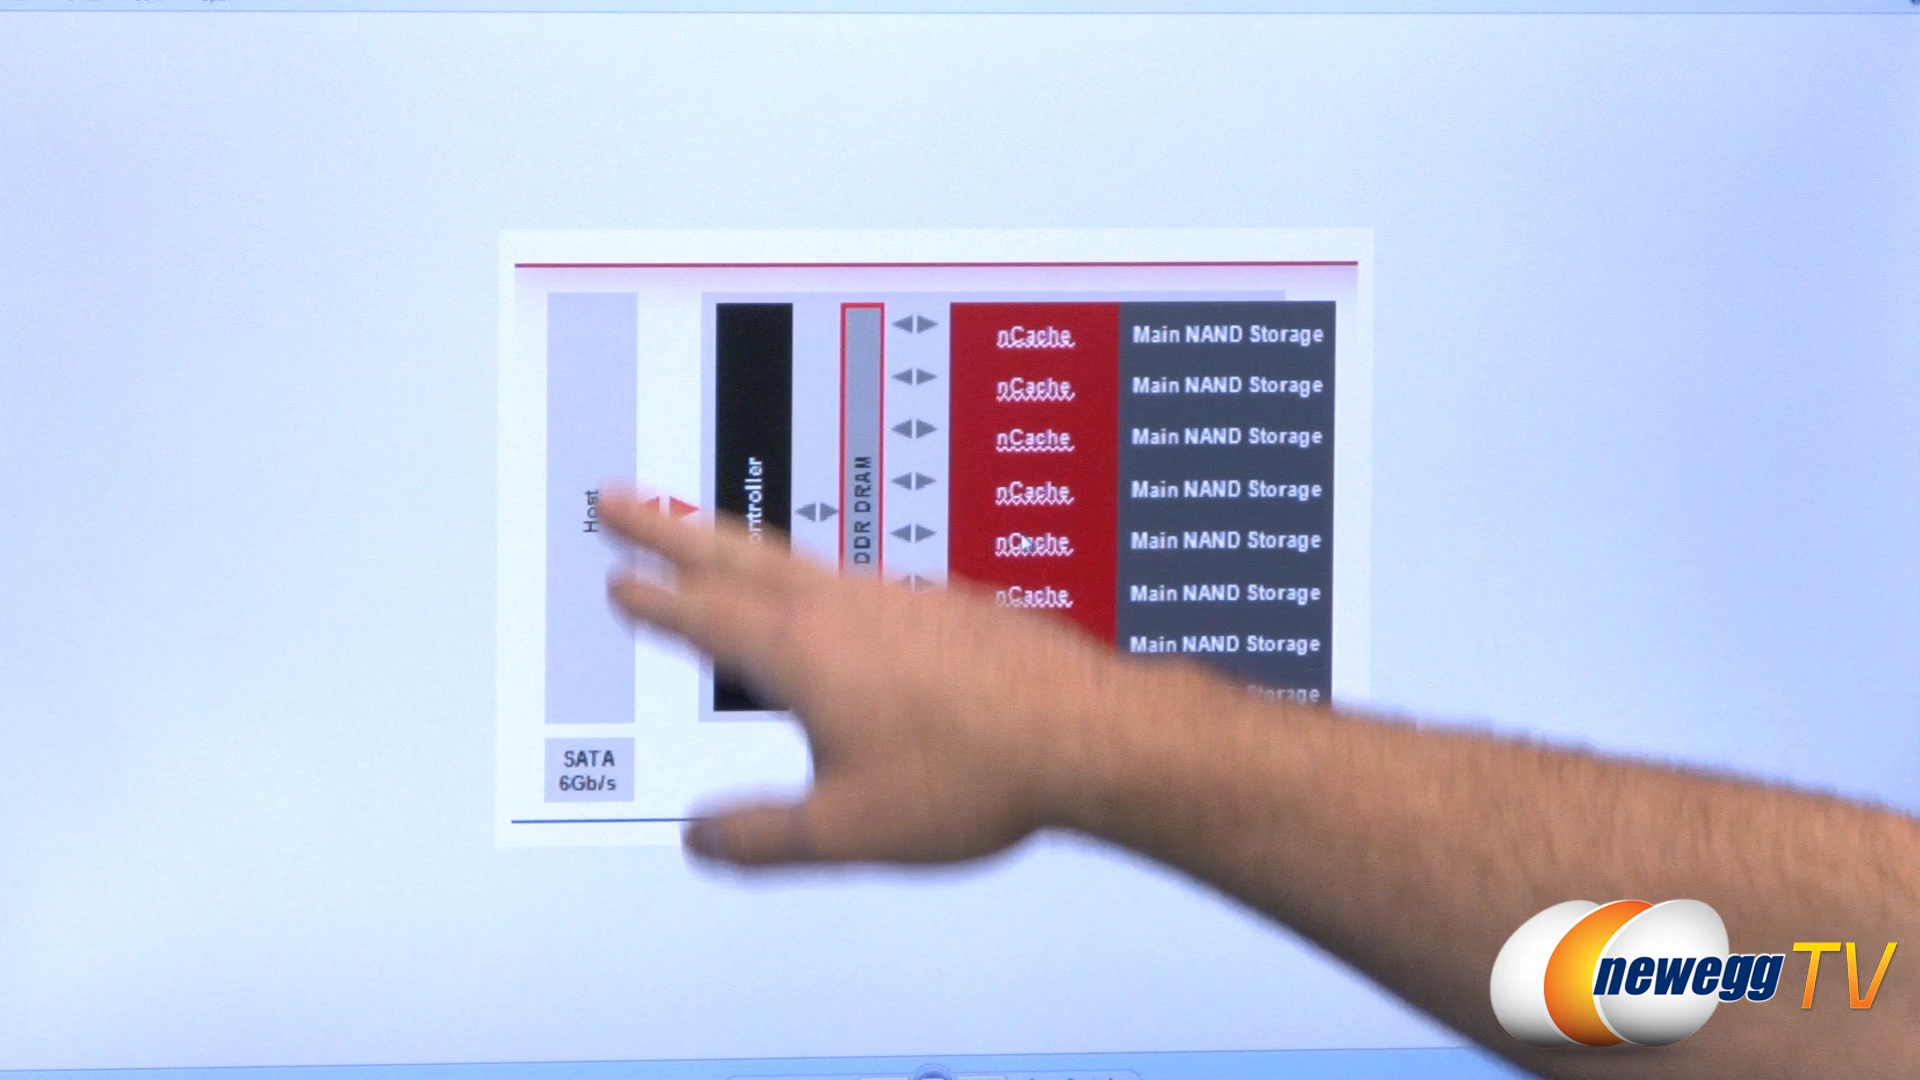 nCache Main NAND Storage
nCache Main NAND Storage
nCache Main NAND Storage
nCache Main NAND Storage
nCache Main NAND Storage
nCache Main NAND Storage
Main NAND Storage
Storage
Host
DDR DRAM
SATA
6Gb/s
newegg TV